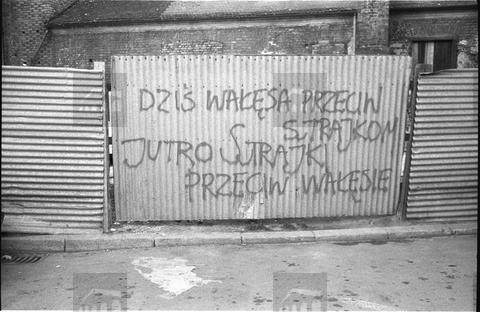 DZIŚ WAŁĘSA PRZECIW
STRAJKOM
JUTRO STRAJKI
PRZECIW WAŁĘSIE